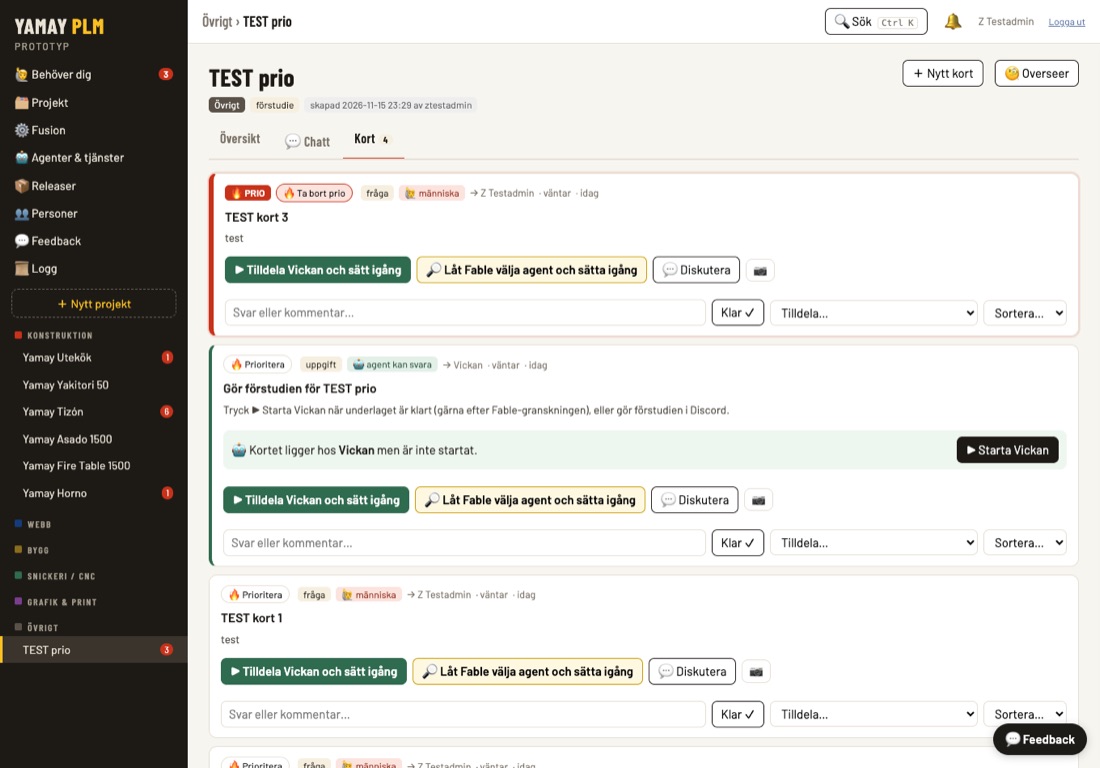 YAMAY PLM
PROTOTYP
Behöver dig 3
Projekt
Fusion
Agenter & tjänster
Releaser
Personer
Feedback
Logg
+ Nytt projekt
KONSTRUKTION
Yamay Utekök 1
Yamay Yakitori 50
Yamay Tizón 6
Yamay Asado 1500
Yamay Fire Table 1500
Yamay Horno 1
WEBB
BYGG
SNICKERI / CNC
GRAFIK & PRINT
ÖVRIGT
TEST prio 3
Övrigt › TEST prio
Sök Ctrl K
Z Testadmin
Logga ut
TEST prio
+ Nytt kort
Overseer
Övrigt förstudie skapad 2026-11-15 23:29 av ztestadmin
Översikt Chatt Kort 4
PRIO Ta bort prio fråga människa → Z Testadmin · väntar · idag
TEST kort 3
test
▶ Tilldela Vickan och sätt igång Låt Fable välja agent och sätta igång Diskutera
Svar eller kommentar... Klar ✓ Tilldela... Sortera...
Prioritera uppgift agent kan svara → Vickan · väntar · idag
Gör förstudien för TEST prio
Tryck ▶ Starta Vickan när underlaget är klart (gärna efter Fable-granskningen), eller gör förstudien i Discord.
Kortet ligger hos Vickan men är inte startat. ▶ Starta Vickan
▶ Tilldela Vickan och sätt igång Låt Fable välja agent och sätta igång Diskutera
Svar eller kommentar... Klar ✓ Tilldela... Sortera...
Prioritera fråga människa → Z Testadmin · väntar · idag
TEST kort 1
test
▶ Tilldela Vickan och sätt igång Låt Fable välja agent och sätta igång Diskutera
Svar eller kommentar... Klar ✓ Tilldela... Sortera...
Feedback
Prioritera fråga människa → Z Testadmin · väntar · idag